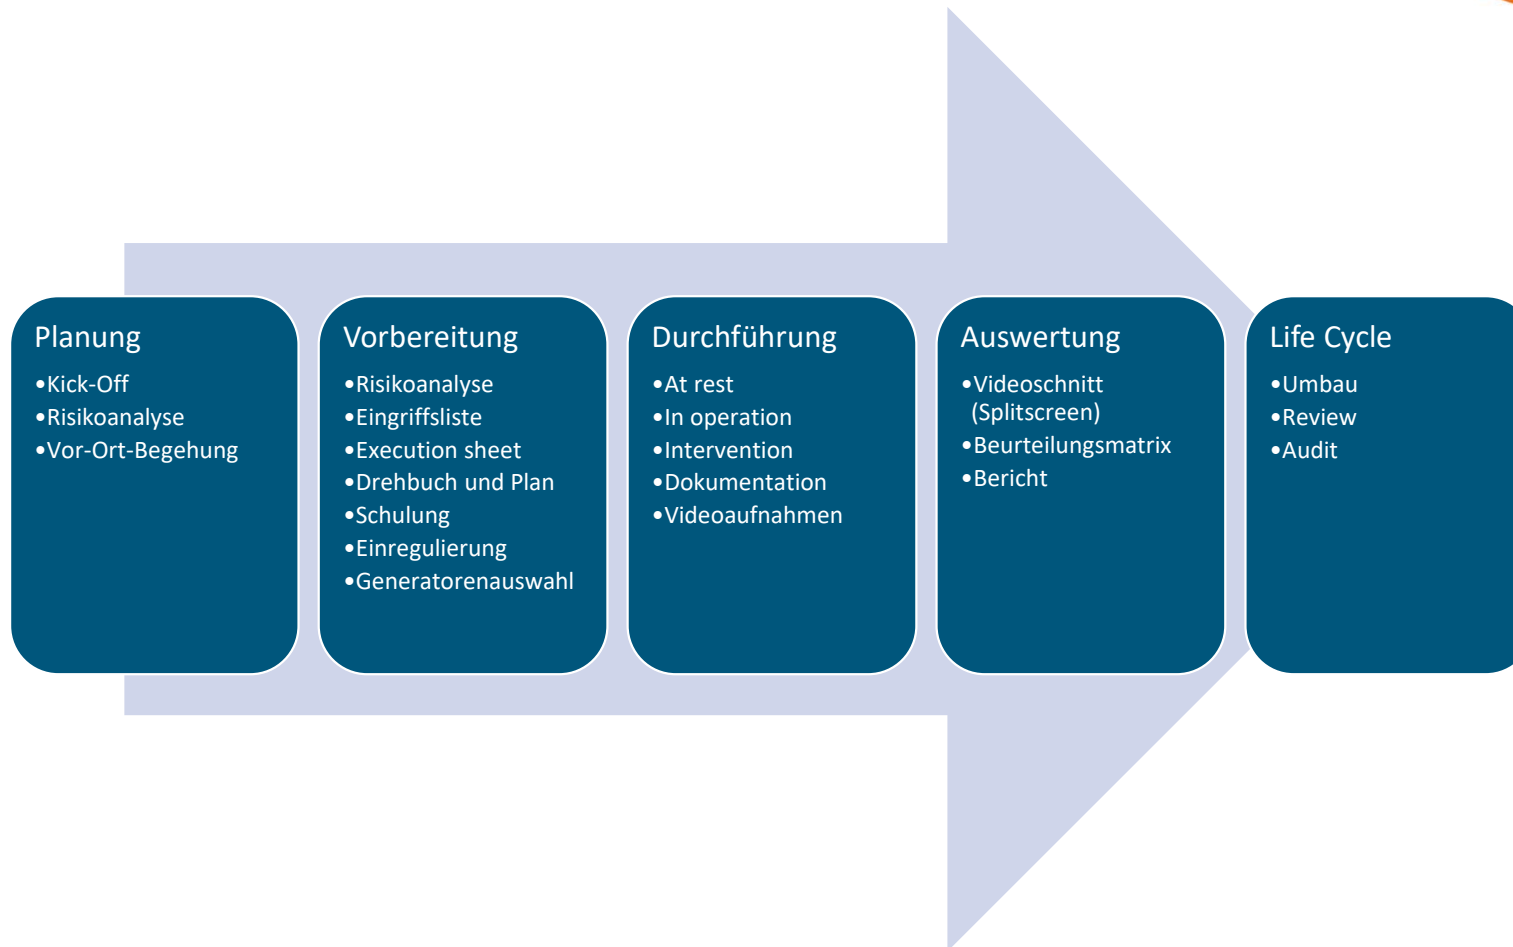 Planung
•Kick-Off
•Risikoanalyse
•Vor-Ort-Begehung
Vorbereitung
•Risikoanalyse
•Eingriffsliste
•Execution sheet
•Drehbuch und Plan
•Schulung
•Einregulierung
•Generatorenauswahl
Durchführung
•At rest
•In operation
•Intervention
•Dokumentation
•Videoaufnahmen
Auswertung
•Videoschnitt
(Splitscreen)
•Beurteilungsmatrix
•Bericht
Life Cycle
•Umbau
•Review
•Audit